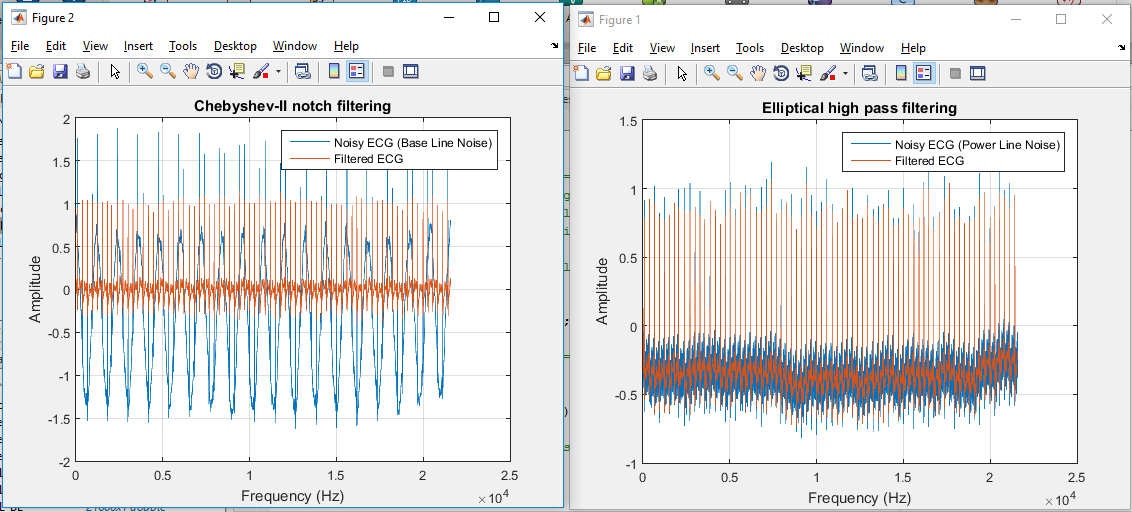 Figure 2
File Edit View Insert Tools Desktop Window Help
Chebyshev-II notch filtering
Noisy ECG (Base Line Noise)
Filtered ECG
2
1.5
1
0.5
0
-0.5
-1
-1.5
-2
Amplitude
0 0.5 1 1.5 2 2.5
×10^4
Frequency (Hz)
Figure 1
File Edit View Insert Tools Desktop Window Help
Elliptical high pass filtering
Noisy ECG (Power Line Noise)
Filtered ECG
1.5
1
0.5
0
-0.5
-1
Amplitude
0 0.5 1 1.5 2 2.5
×10^4
Frequency (Hz)